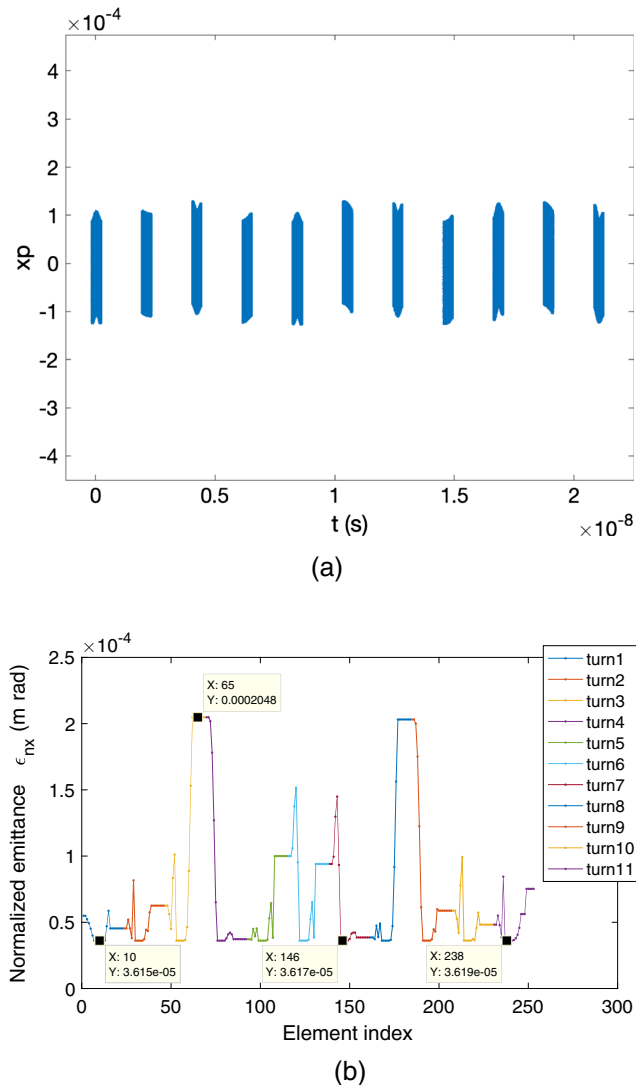 ×10-4
4
3
2
1
0
-1
-2
-3
-4
xp
0
0.5
1
1.5
2
t (s)
×10-8
(a)
×10-4
2.5
2
1.5
1
0.5
0
Normalized emittance ϵnx (m rad)
X: 65
Y: 0.0002048
X: 10
Y: 3.615e-05
X: 146
Y: 3.617e-05
X: 238
Y: 3.619e-05
turn1
turn2
turn3
turn4
turn5
turn6
turn7
turn8
turn9
turn10
turn11
0
50
100
150
200
250
300
Element index
(b)